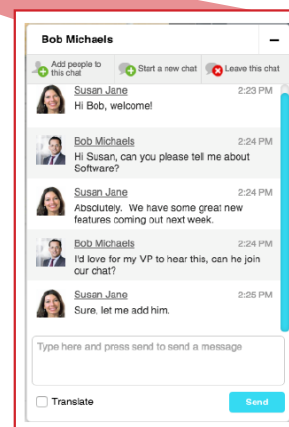 Bob Michaels
Add people to
this chat
Start a new chat
Leave this chat
Susan Jane 2:23 PM
Hi Bob, welcome!
Bob Michaels 2:24 PM
Hi Susan, can you please tell me about
Software?
Susan Jane 2:24 PM
Absolutely. We have some great new
features coming out next week.
Bob Michaels 2:24 PM
I'd love for my VP to hear this, can he join
our chat?
Susan Jane 2:25 PM
Sure, let me add him.
Type here and press send to send a message
Translate
Send